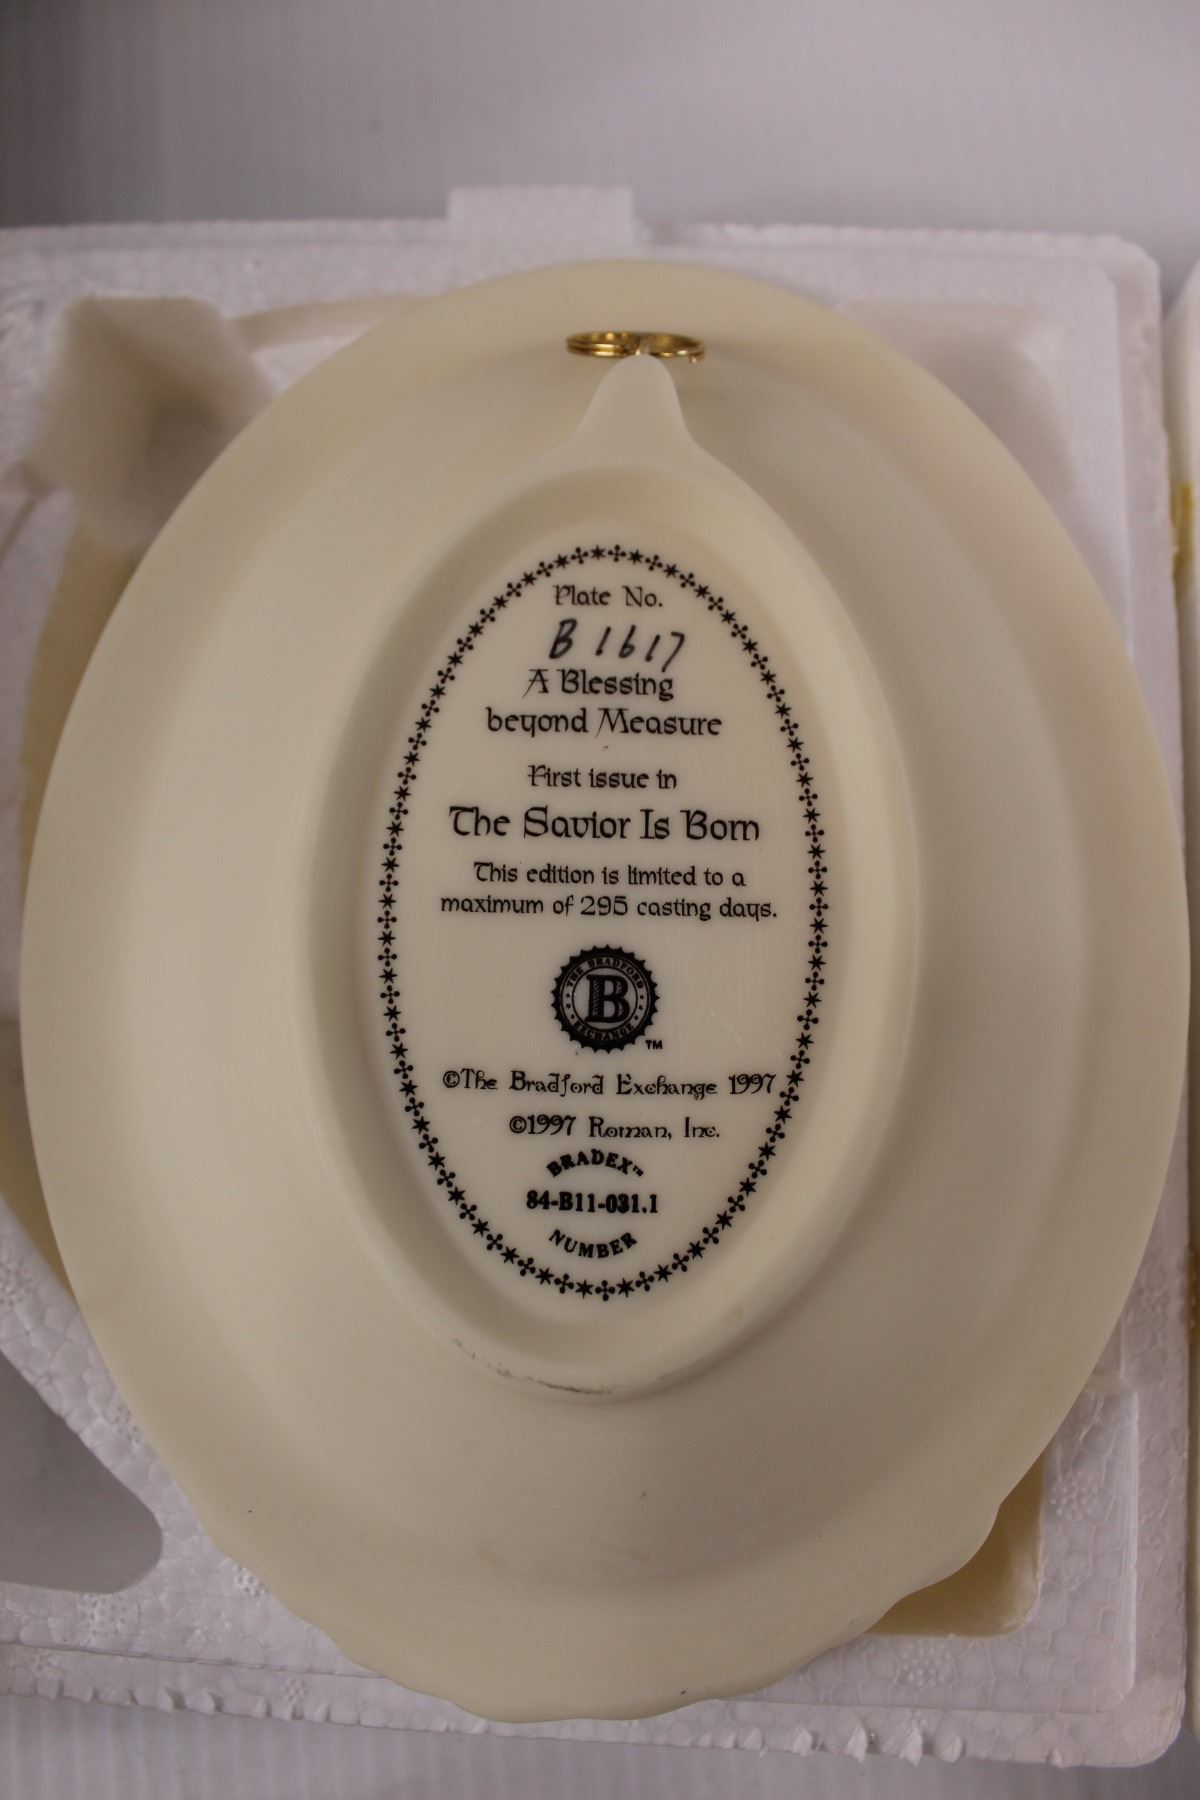 Plate No.
B 1617
A Blessing
beyond Measure
First issue in
The Savior Is Born
This edition is limited to a
maximum of 295 casting days.
THE BRADFORD
B
EXCHANGE
TM
©The Bradford Exchange 1997
©1997 Roman, Inc.
BRADEX™
84-B11-031.1
NUMBER